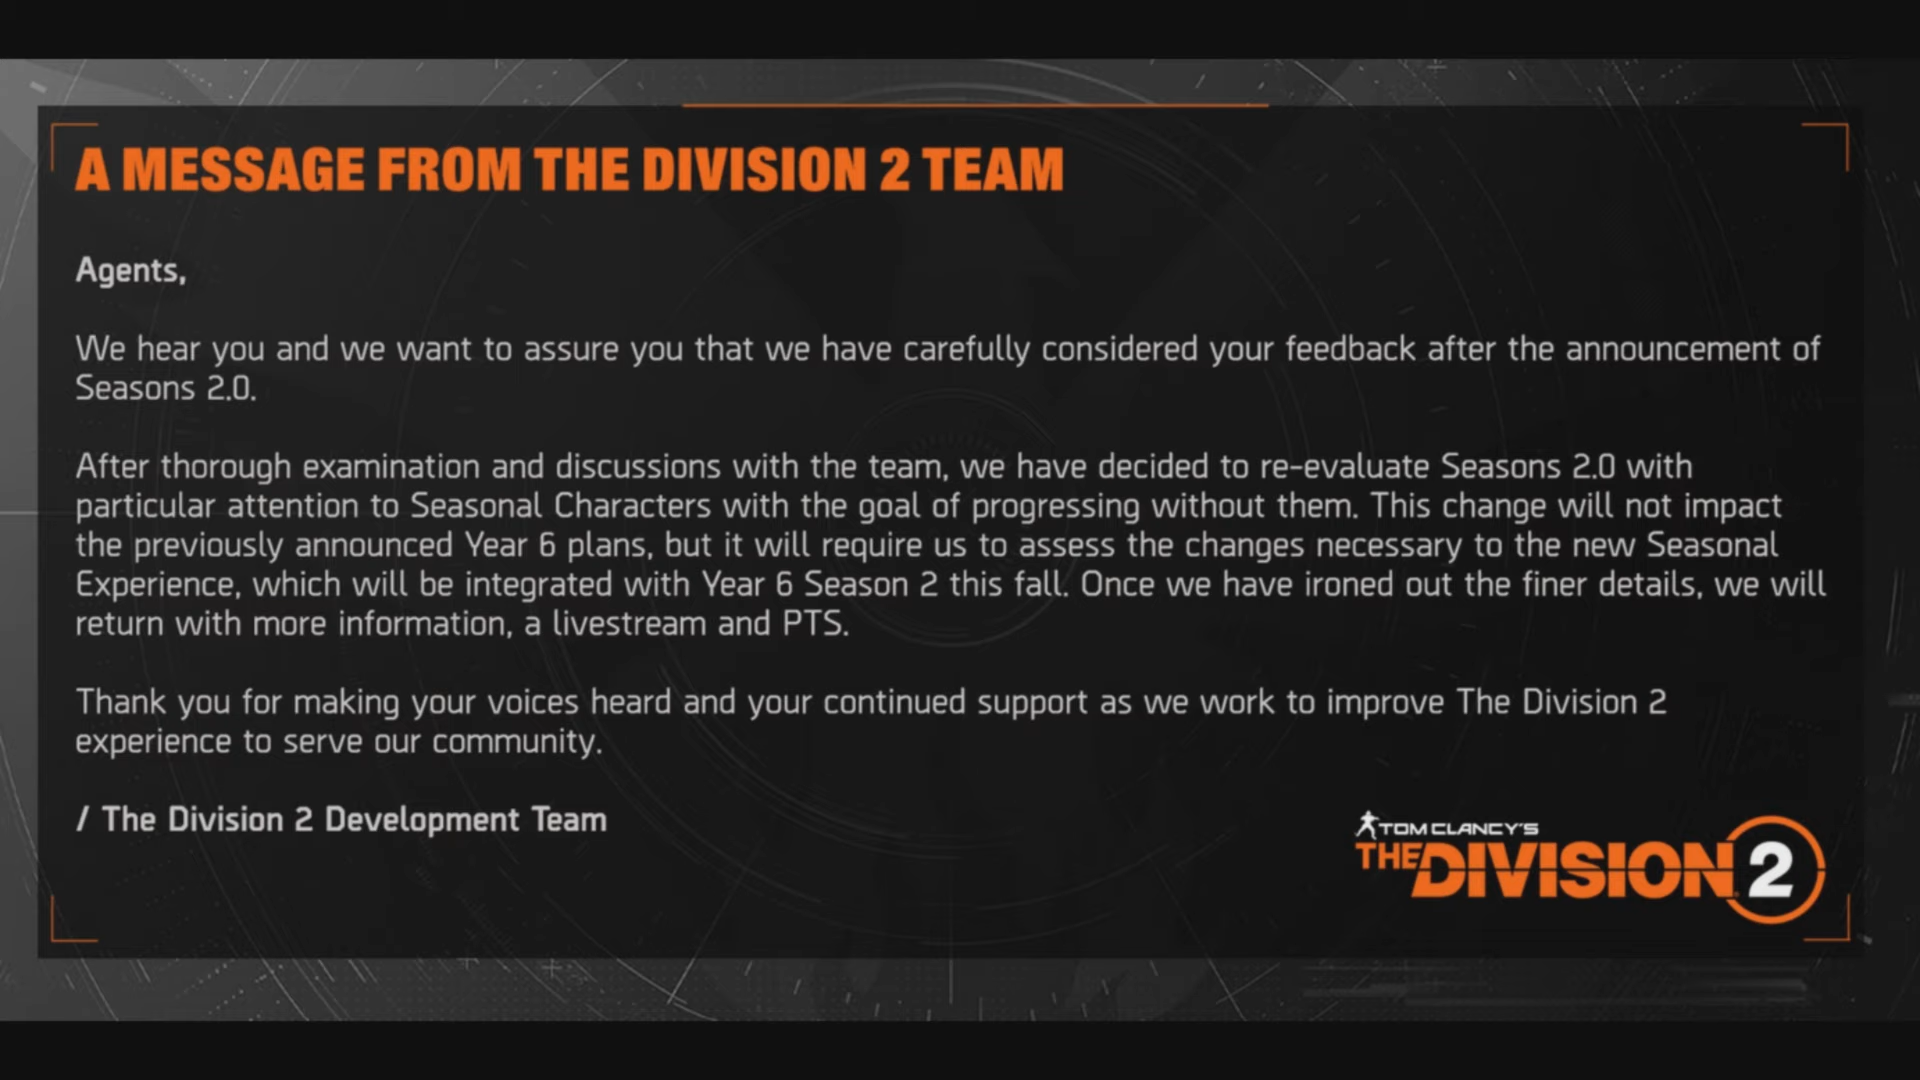 A MESSAGE FROM THE DIVISION 2 TEAM
Agents,
We hear you and we want to assure you that we have carefully considered your feedback after the announcement of
Seasons 2.0.
After thorough examination and discussions with the team, we have decided to re-evaluate Seasons 2.0 with
particular attention to Seasonal Characters with the goal of progressing without them. This change will not impact
the previously announced Year 6 plans, but it will require us to assess the changes necessary to the new Seasonal
Experience, which will be integrated with Year 6 Season 2 this fall. Once we have ironed out the finer details, we will
return with more information, a livestream and PTS.
Thank you for making your voices heard and your continued support as we work to improve The Division 2
experience to serve our community.
/ The Division 2 Development Team
TOM CLANCY'S
THE DIVISION 2